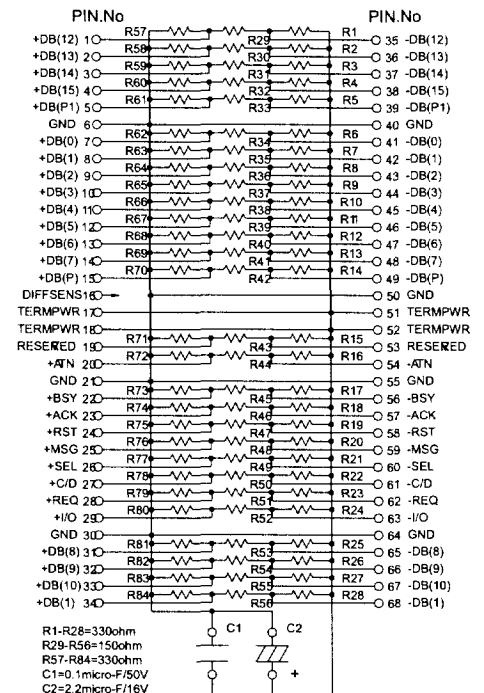 PIN.No PIN.No
R57 R29 R1
+DB(12) 1 35 -DB(12)
R58 R30 R2
+DB(13) 2 36 -DB(13)
R59 R31 R3
+DB(14) 3 37 -DB(14)
R60 R32 R4
+DB(15) 4 38 -DB(15)
R61 R33 R5
+DB(P1) 5 39 -DB(P1)
GND 6 40 GND
R62 R34 R6
+DB(0) 7 41 -DB(0)
R63 R35 R7
+DB(1) 8 42 -DB(1)
R64 R36 R8
+DB(2) 9 43 -DB(2)
R65 R37 R9
+DB(3) 10 44 -DB(3)
R66 R38 R10
+DB(4) 11 45 -DB(4)
R67 R39 R11
+DB(5) 12 46 -DB(5)
R68 R40 R12
+DB(6) 13 47 -DB(6)
R69 R41 R13
+DB(7) 14 48 -DB(7)
R70 R42 R14
+DB(P) 15 49 -DB(P)
DIFFSENS 16 50 GND
TERMPWR 17 51 TERMPWR
TERMPWR 18 52 TERMPWR
R71 R43 R15
RESERED 19 53 RESERED
R72 R44 R16
+ATN 20 54 -ATN
GND 21 55 GND
R73 R45 R17
+BSY 22 56 -BSY
R74 R46 R18
+ACK 23 57 -ACK
R75 R47 R19
+RST 24 58 -RST
R76 R20
+MSG 25 59 -MSG
R77 R49 R21
+SEL 26 60 -SEL
R78 R50 R22
+C/D 27 61 -C/D
R79 R51 R23
+REQ 28 62 -REQ
R80 R52 R24
+I/O 29 63 -I/O
GND 30 64 GND
R81 R53 R25
+DB(8) 31 65 -DB(8)
R82 R54 R26
+DB(9) 32 66 -DB(9)
R83 R55 R27
+DB(10) 33 67 -DB(10)
R84 R56 R28
+DB(1) 34 68 -DB(1)
C1 C2
+
R1-R28=330ohm
R29-R56=150ohm
R57-R84=330ohm
C1=0.1micro-F/50V
C2=2.2micro-F/16V